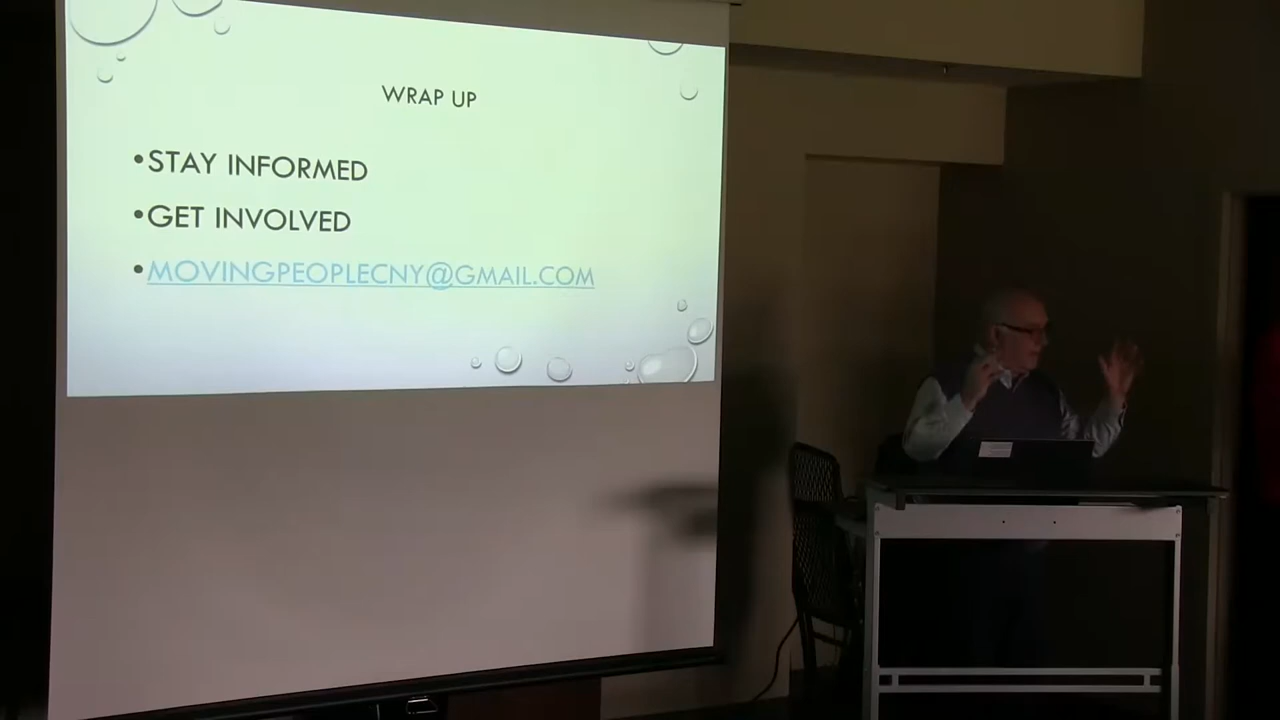 WRAP UP
•STAY INFORMED
•GET INVOLVED
•MOVINGPEOPLECNY@GMAIL.COM